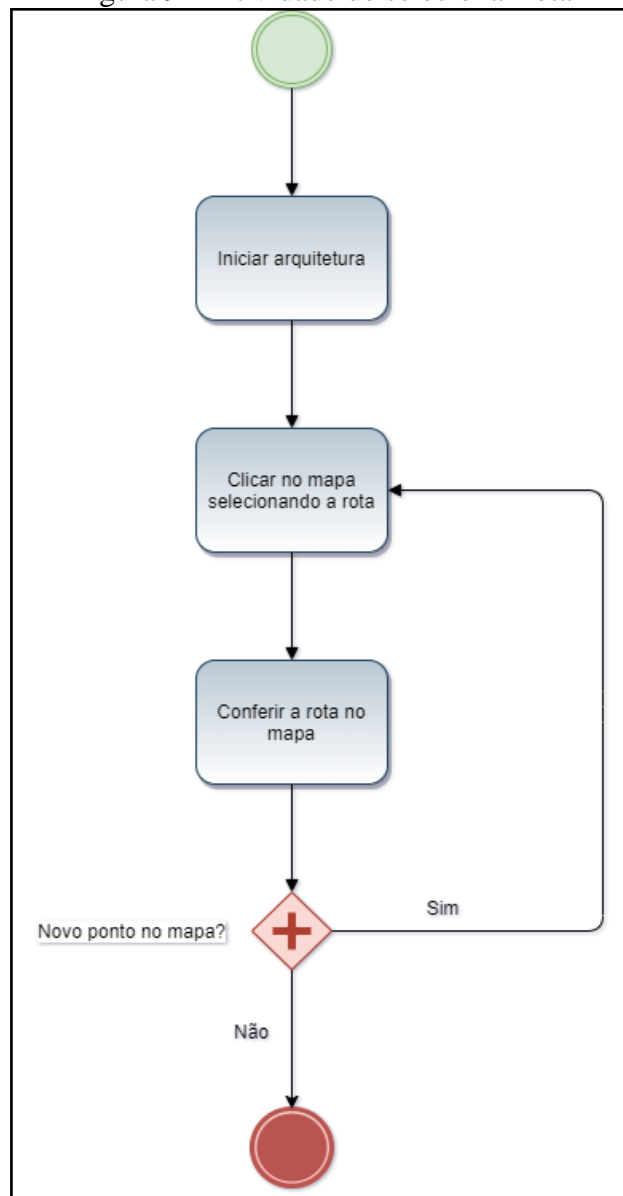 Iniciar arquitetura
Clicar no mapa
selecionando a rota
Conferir a rota no
mapa
Novo ponto no mapa?
Sim
Não